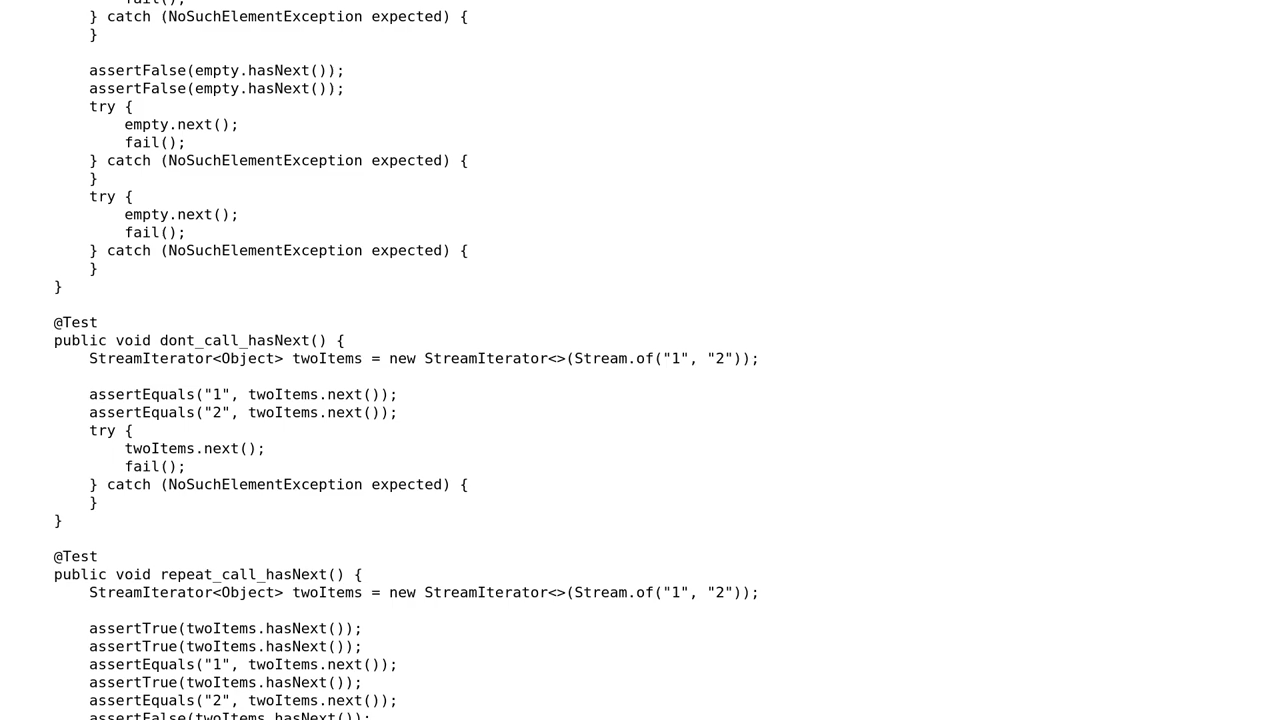 fail();
} catch (NoSuchElementException expected) {
}
assertFalse(empty.hasNext());
assertFalse(empty.hasNext());
try {
empty.next();
fail();
} catch (NoSuchElementException expected) {
}
try {
empty.next();
fail();
} catch (NoSuchElementException expected) {
}
}
@Test
public void dont_call_hasNext() {
StreamIterator<Object> twoItems = new StreamIterator<>(Stream.of("1", "2"));
assertEquals("1", twoItems.next());
assertEquals("2", twoItems.next());
try {
twoItems.next();
fail();
} catch (NoSuchElementException expected) {
}
}
@Test
public void repeat_call_hasNext() {
StreamIterator<Object> twoItems = new StreamIterator<>(Stream.of("1", "2"));
assertTrue(twoItems.hasNext());
assertTrue(twoItems.hasNext());
assertEquals("1", twoItems.next());
assertTrue(twoItems.hasNext());
assertEquals("2", twoItems.next());
assertFalse(twoItems.hasNext());